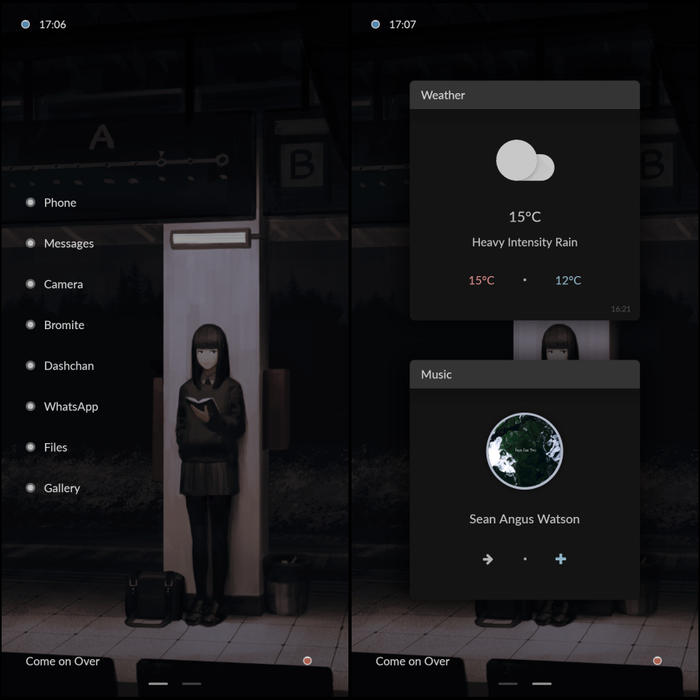 17:06
A
B
Phone
Messages
Camera
Bromite
Dashchan
WhatsApp
Files
Gallery
Come on Over
17:07
Weather
B
15°C
Heavy Intensity Rain
15°C • 12°C
16:21
Music
Sean Angus Watson
Come on Over